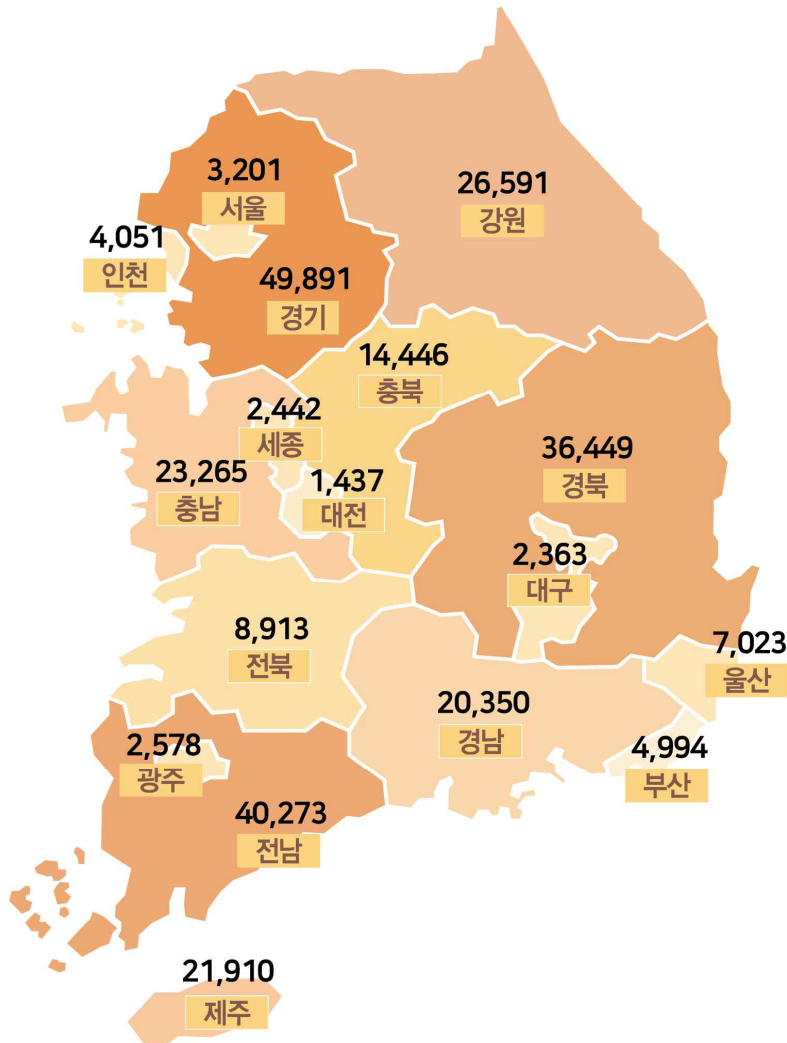 3,201
서울
26,591
강원
4,051
인천
49,891
경기
14,446
충북
2,442
세종
23,265
충남
1,437
대전
36,449
경북
2,363
대구
8,913
전북
7,023
울산
20,350
경남
2,578
광주
4,994
부산
40,273
전남
21,910
제주